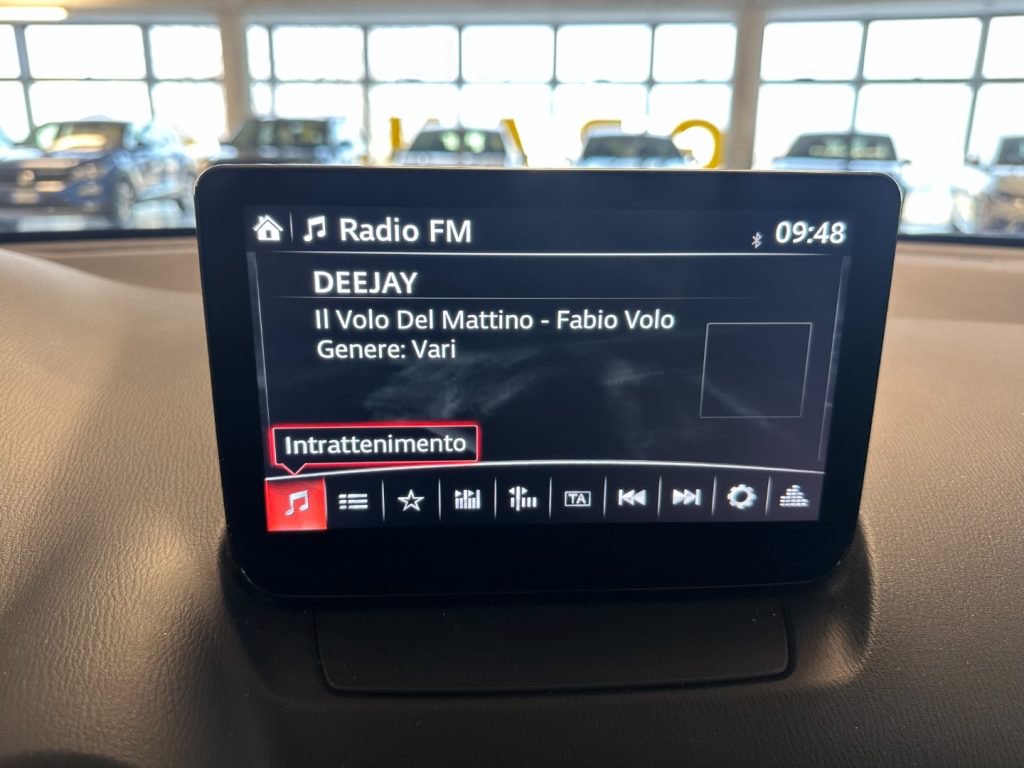 Radio FM
09:48
DEEJAY
Il Volo Del Mattino - Fabio Volo
Genere: Vari
Intrattenimento
TA